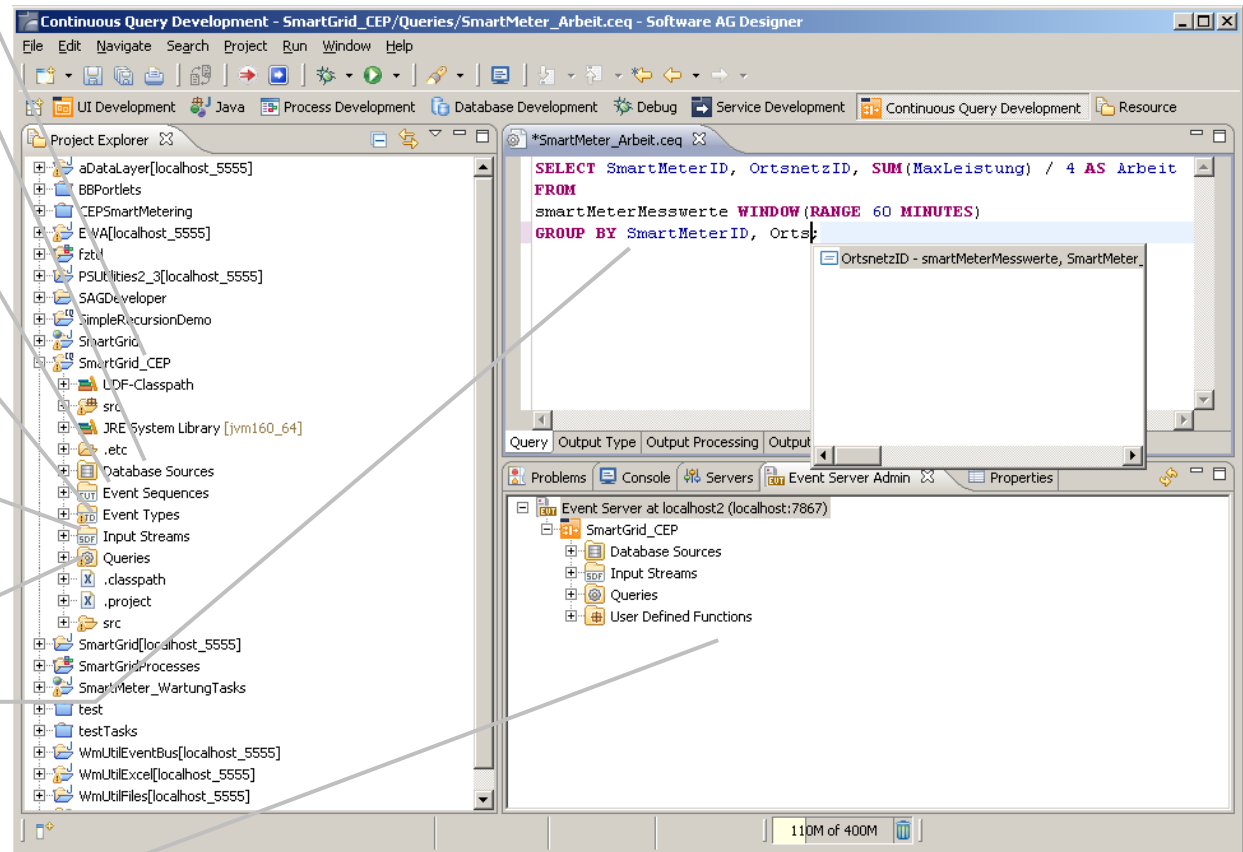 Continuous Query Development - SmartGrid_CEP/Queries/SmartMeter_Arbeit.ceq - Software AG Designer
File Edit Navigate Search Project Run Window Help
UI Development Java Process Development Database Development Debug Service Development Continuous Query Development Resource
Project Explorer
aDataLayer[localhost_5555]
BBPortlets
CEPSmartMetering
EWA[localhost_5555]
fztd
PSUtilities2_3[localhost_5555]
SAGDeveloper
SimpleRecursionDemo
SmartGrid
SmartGrid_CEP
UDF-Classpath
src
JRE System Library [jvm160_64]
.etc
Database Sources
Event Sequences
Event Types
Input Streams
Queries
.classpath
.project
src
SmartGrid[localhost_5555]
SmartGridProcesses
SmartMeter_WartungTasks
test
testTasks
WmUtilEventBus[localhost_5555]
WmUtilExcel[localhost_5555]
WmUtilFiles[localhost_5555]
*SmartMeter_Arbeit.ceq
SELECT SmartMeterID, OrtsnetzID, SUM(MaxLeistung) / 4 AS Arbeit
FROM
smartMeterMesswerte WINDOW(RANGE 60 MINUTES)
GROUP BY SmartMeterID, Orts;
OrtsnetzID - smartMeterMesswerte, SmartMeter_
Query Output Type Output Processing Output
Problems Console Servers Event Server Admin Properties
Event Server at localhost2 (localhost:7867)
SmartGrid_CEP
Database Sources
Input Streams
Queries
User Defined Functions
110M of 400M